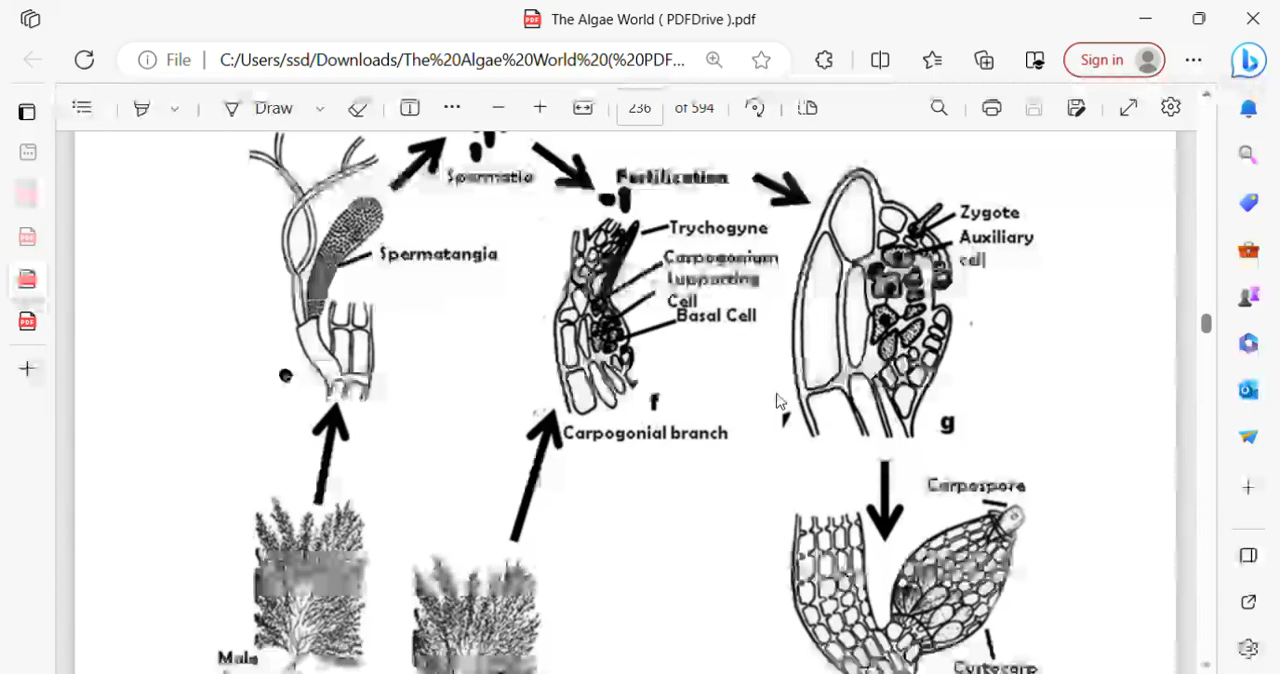 The Algae World ( PDFDrive ).pdf
File
C:/Users/ssd/Downloads/The%20Algae%20World%20(%20PDF...
Sign in
Draw
236 of 594
Spermatia
Fertilization
Spermatangia
Trychogyne
Carpogonium
Supporting
Cell
Basal Cell
f
Carpogonial branch
Zygote
Auxiliary
cell
g
Carpospore
Male
Cystocarp